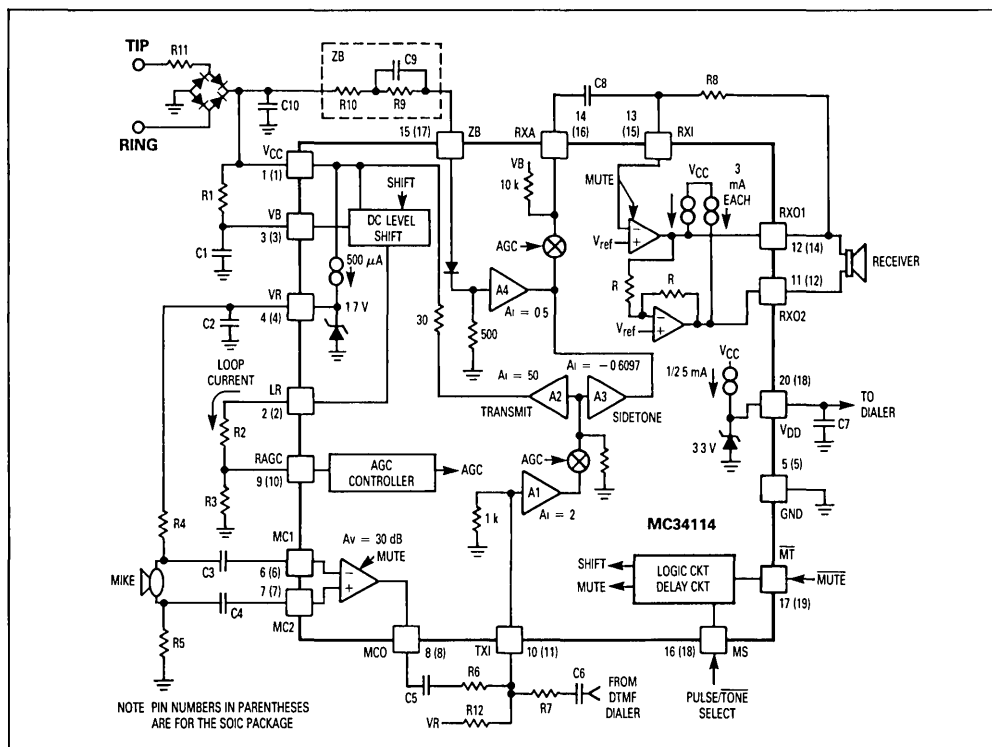 TIP
R11
RING
ZB
C9
R10
R9
C10
C8
R8
15 (17)
ZB
RXA
14
(16)
13
(15)
RXI
VCC
1 (1)
R1
VB
3 (3)
C1
SHIFT
DC LEVEL
SHIFT
500 µA
1 7 V
VR
4 (4)
C2
LOOP
CURRENT
LR
2 (2)
R2
RAGC
9 (10)
R3
R4
AGC
CONTROLLER
AGC
VB
10 k
AGC
A4
AI = 0 5
500
30
AI = 50
A2
TRANSMIT
AI = −0 6097
A3
SIDETONE
AGC
A1
AI = 2
1 k
MUTE
Vref
VCC
3
mA
EACH
R
R
Vref
RXO1
12 (14)
11 (12)
RXO2
RECEIVER
VCC
1/2 5 mA
3 3 V
20 (18)
VDD
TO
DIALER
C7
5 (5)
GND
MC34114
MT
MUTE
17 (19)
SHIFT
MUTE
LOGIC CKT
DELAY CKT
16 (18)
MS
PULSE/TONE
SELECT
MIKE
MC1
C3
6 (6)
7 (7)
C4
MC2
R5
AV = 30 dB
MUTE
MCO
8 (8)
TXI
10 (11)
C5
R6
R12
VR
R7
C6
FROM
DTMF
DIALER
NOTE PIN NUMBERS IN PARENTHESES
ARE FOR THE SOIC PACKAGE